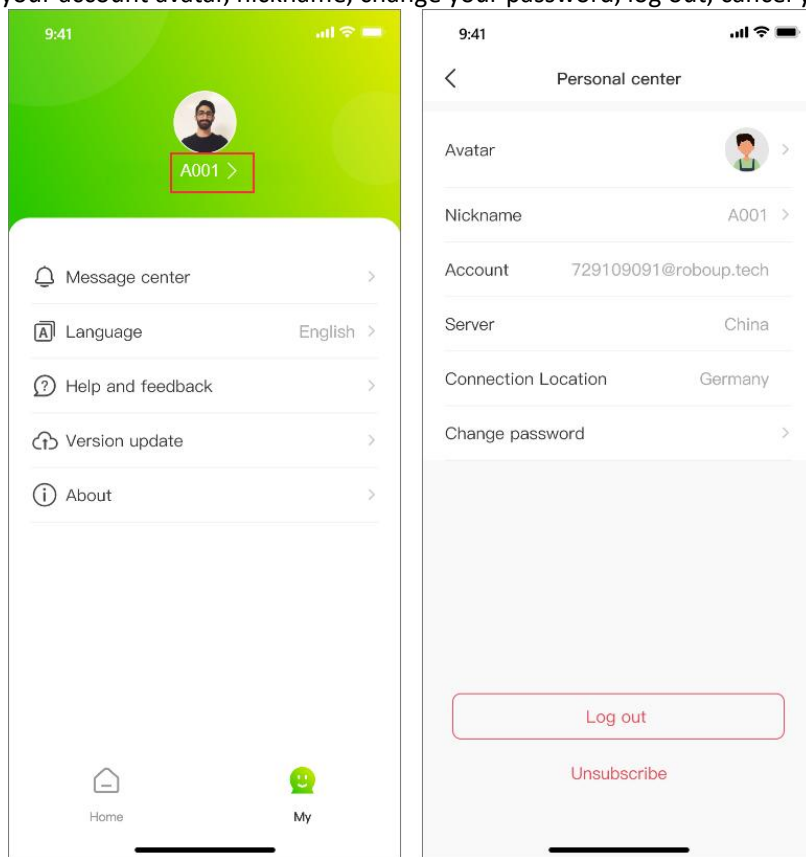 your account avatar, nickname, change your password, log out, cancel y
9:41
A001 >
Message center
Language English
Help and feedback
Version update
About
Home My
9:41
Personal center
Avatar
Nickname A001
Account 729109091@roboup.tech
Server China
Connection Location Germany
Change password
Log out
Unsubscribe